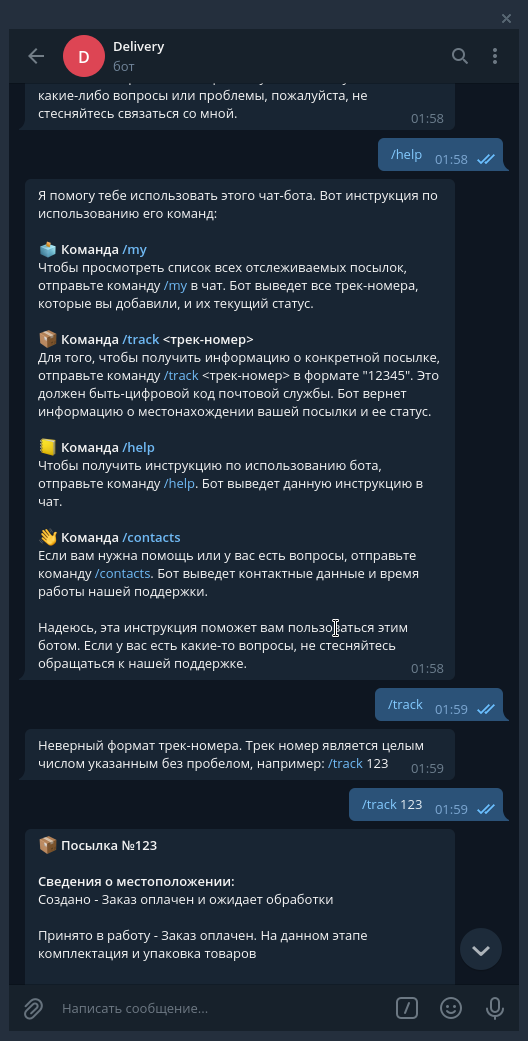 Delivery
бот
какие-либо вопросы или проблемы, пожалуйста, не
стесняйтесь связаться со мной.
01:58
/help 01:58
Я помогу тебе использовать этого чат-бота. Вот инструкция по
использованию его команд:
Команда /my
Чтобы просмотреть список всех отслеживаемых посылок,
отправьте команду /my в чат. Бот выведет все трек-номера,
которые вы добавили, и их текущий статус.
Команда /track <трек-номер>
Для того, чтобы получить информацию о конкретной посылке,
отправьте команду /track <трек-номер> в формате "12345". Это
должен быть-цифровой код почтовой службы. Бот вернет
информацию о местонахождении вашей посылки и ее статус.
Команда /help
Чтобы получить инструкцию по использованию бота,
отправьте команду /help. Бот выведет данную инструкцию в
чат.
Команда /contacts
Если вам нужна помощь или у вас есть вопросы, отправьте
команду /contacts. Бот выведет контактные данные и время
работы нашей поддержки.
Надеюсь, эта инструкция поможет вам пользоваться этим
ботом. Если у вас есть какие-то вопросы, не стесняйтесь
обращаться к нашей поддержке.
01:58
/track 01:59
Неверный формат трек-номера. Трек номер является целым
числом указанным без пробелом, например: /track 123
01:59
/track 123 01:59
Посылка №123
Сведения о местоположении:
Создано - Заказ оплачен и ожидает обработки
Принято в работу - Заказ оплачен. На данном этапе
комплектация и упаковка товаров
Написать сообщение...